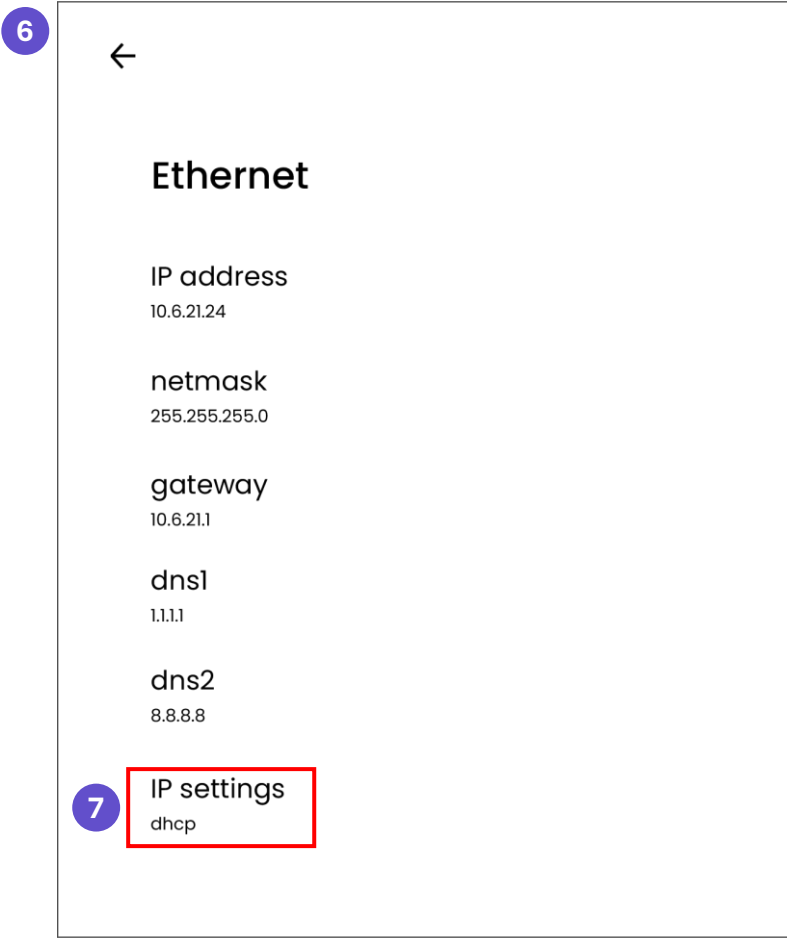 6
Ethernet
IP address
10.6.21.24
netmask
255.255.255.0
gateway
10.6.21.1
dns1
1.1.1.1
dns2
8.8.8.8
7
IP settings
dhcp